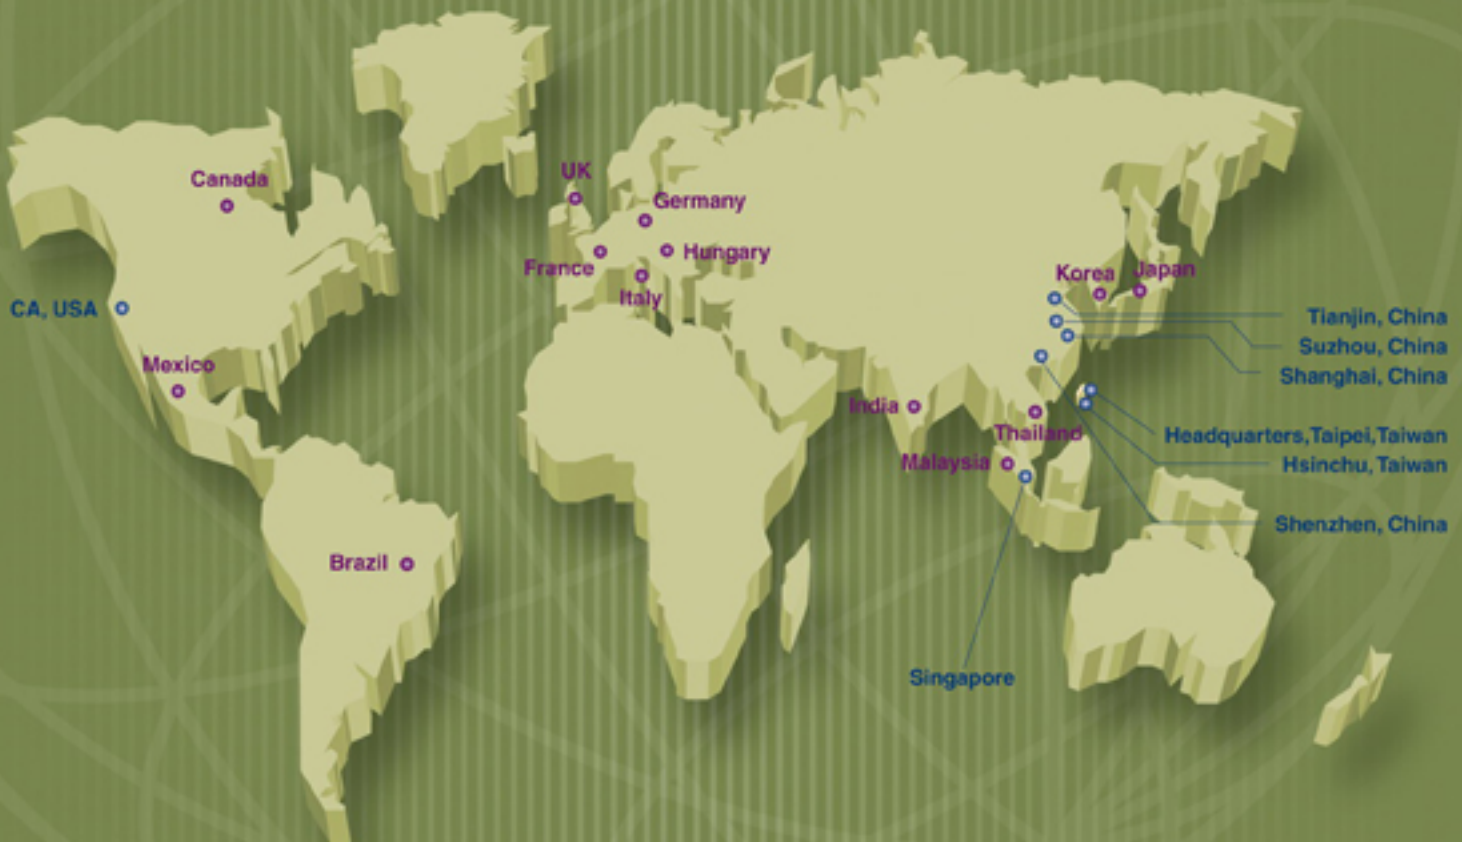 UK
Canada
Germany
Hungary
France
Korea
Japan
Italy
CA, USA
Tianjin, China
Suzhou, China
Mexico
Shanghai, China
India
Thailand
Headquarters,Taipei,Taiwan
Malaysia
Hsinchu, Taiwan
Shenzhen, China
Brazil
Singapore